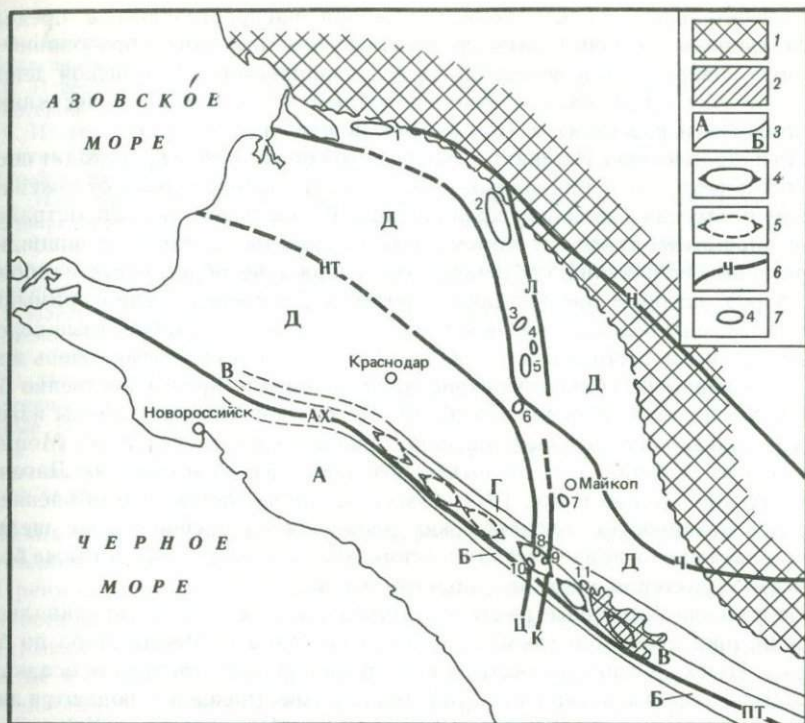 АЗОВСКОЕ
МОРЕ
1
2
А Б 3
4
5
Ч 6
4 7
1
Д
2
НТ
Л
Н
Д
3
4
5
Д
Краснодар
В
6
Новороссийск
АХ
Майкоп
7
А
Г
ЧЕРНОЕ
МОРЕ
Б
8
9
10
11
Д
Ч
Ш
К
В
Б
ПТ